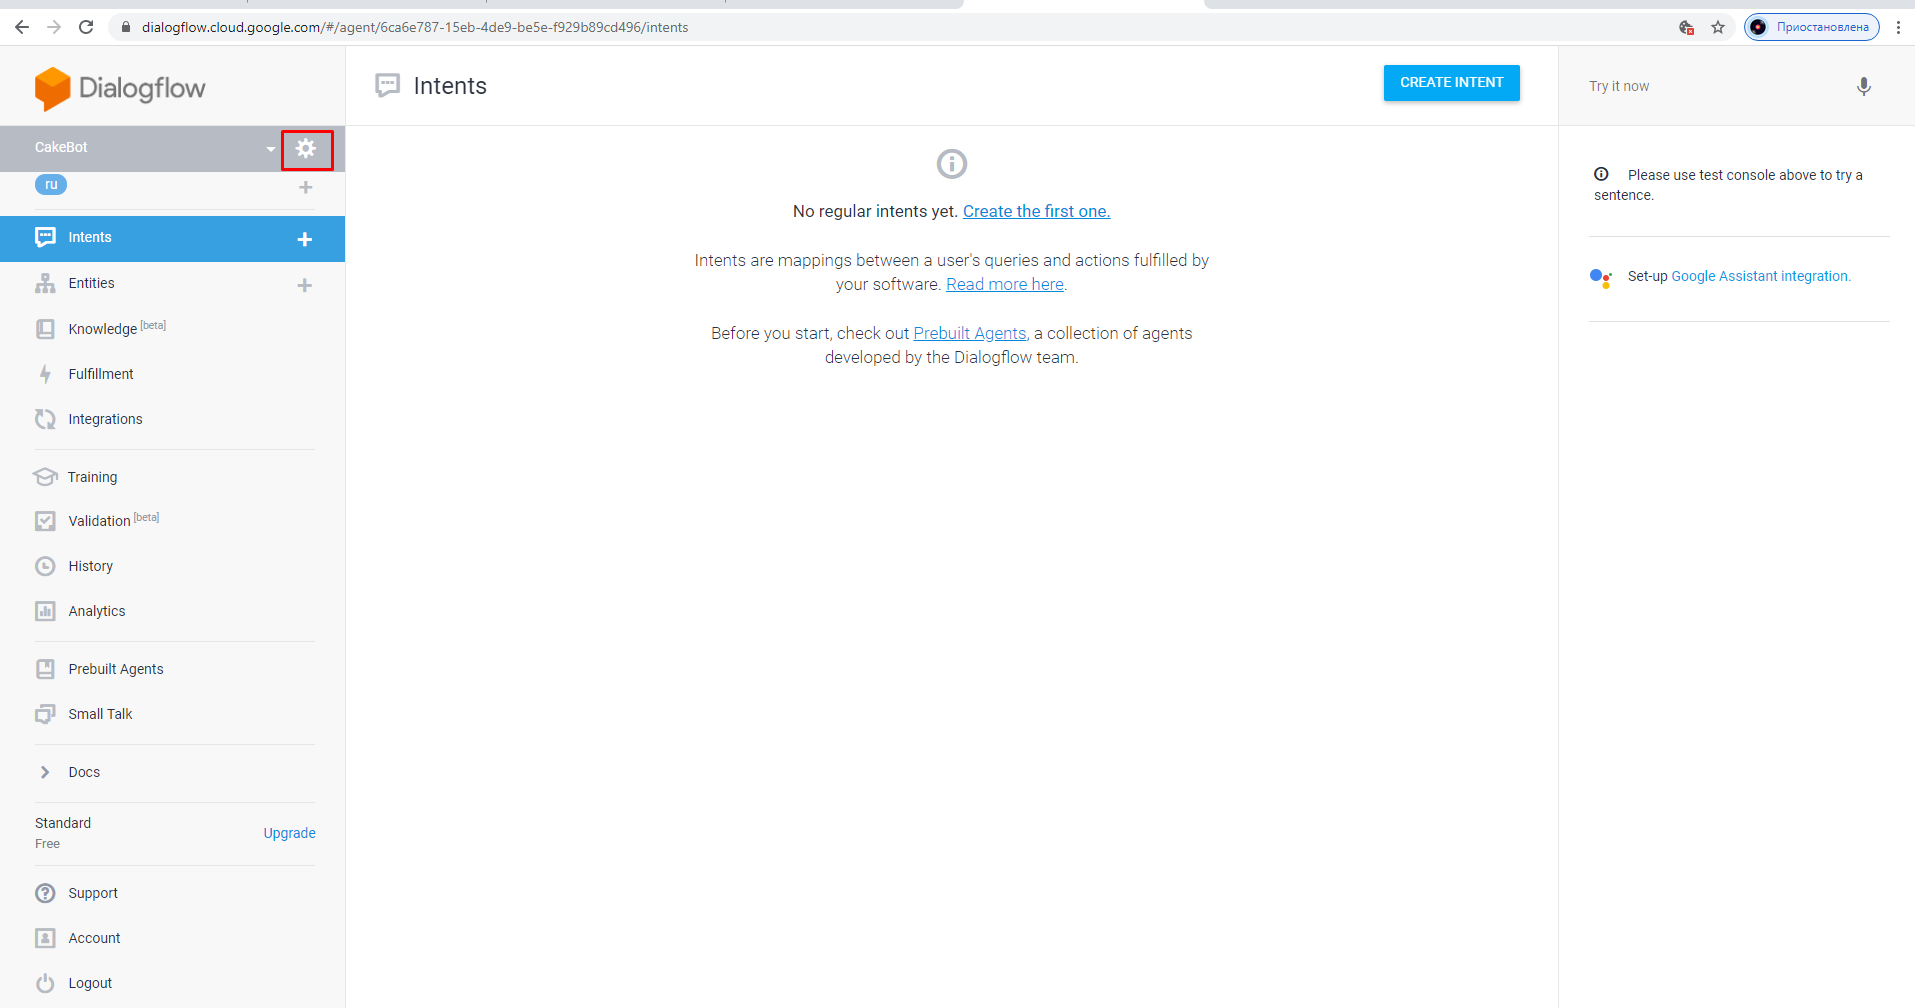 dialogflow.cloud.google.com/#/agent/6ca6e787-15eb-4de9-be5e-f929b89cd496/intents
Приостановлена
Dialogflow
Intents
CREATE INTENT
Try it now
CakeBot
ru
Intents
Entities
Knowledge [beta]
Fulfillment
Integrations
Training
Validation [beta]
History
Analytics
Prebuilt Agents
Small Talk
Docs
Standard
Free
Upgrade
Support
Account
Logout
No regular intents yet. Create the first one.
Intents are mappings between a user's queries and actions fulfilled by
your software. Read more here.
Before you start, check out Prebuilt Agents, a collection of agents
developed by the Dialogflow team.
Please use test console above to try a
sentence.
Set-up Google Assistant integration.